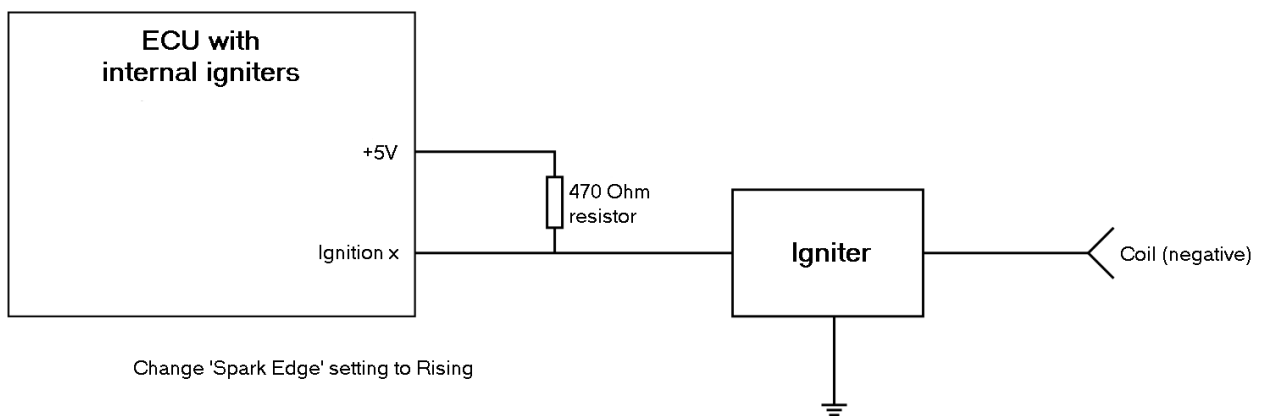 ECU with
internal igniters
+5V
470 Ohm
resistor
Ignition x
Igniter
Coil (negative)
Change 'Spark Edge' setting to Rising